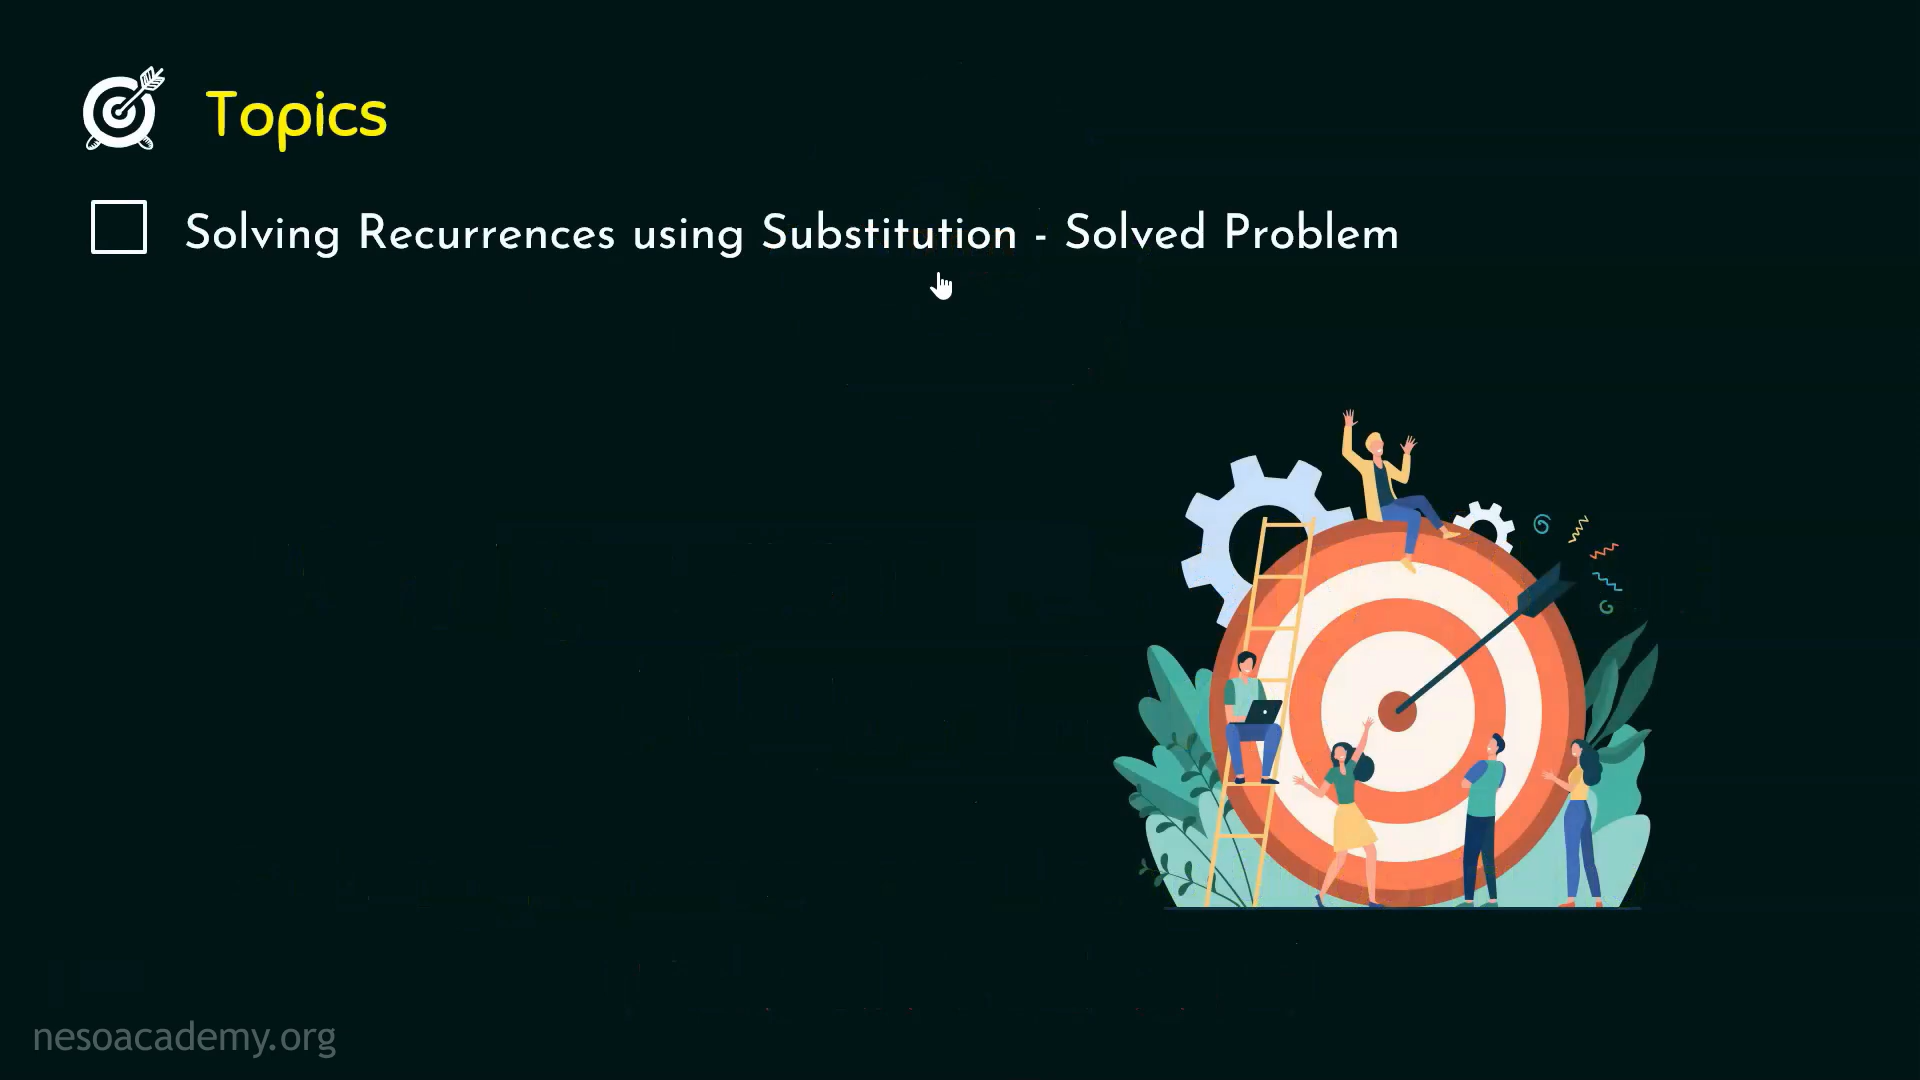 Topics
Solving Recurrences using Substitution - Solved Problem
nesoacademy.org